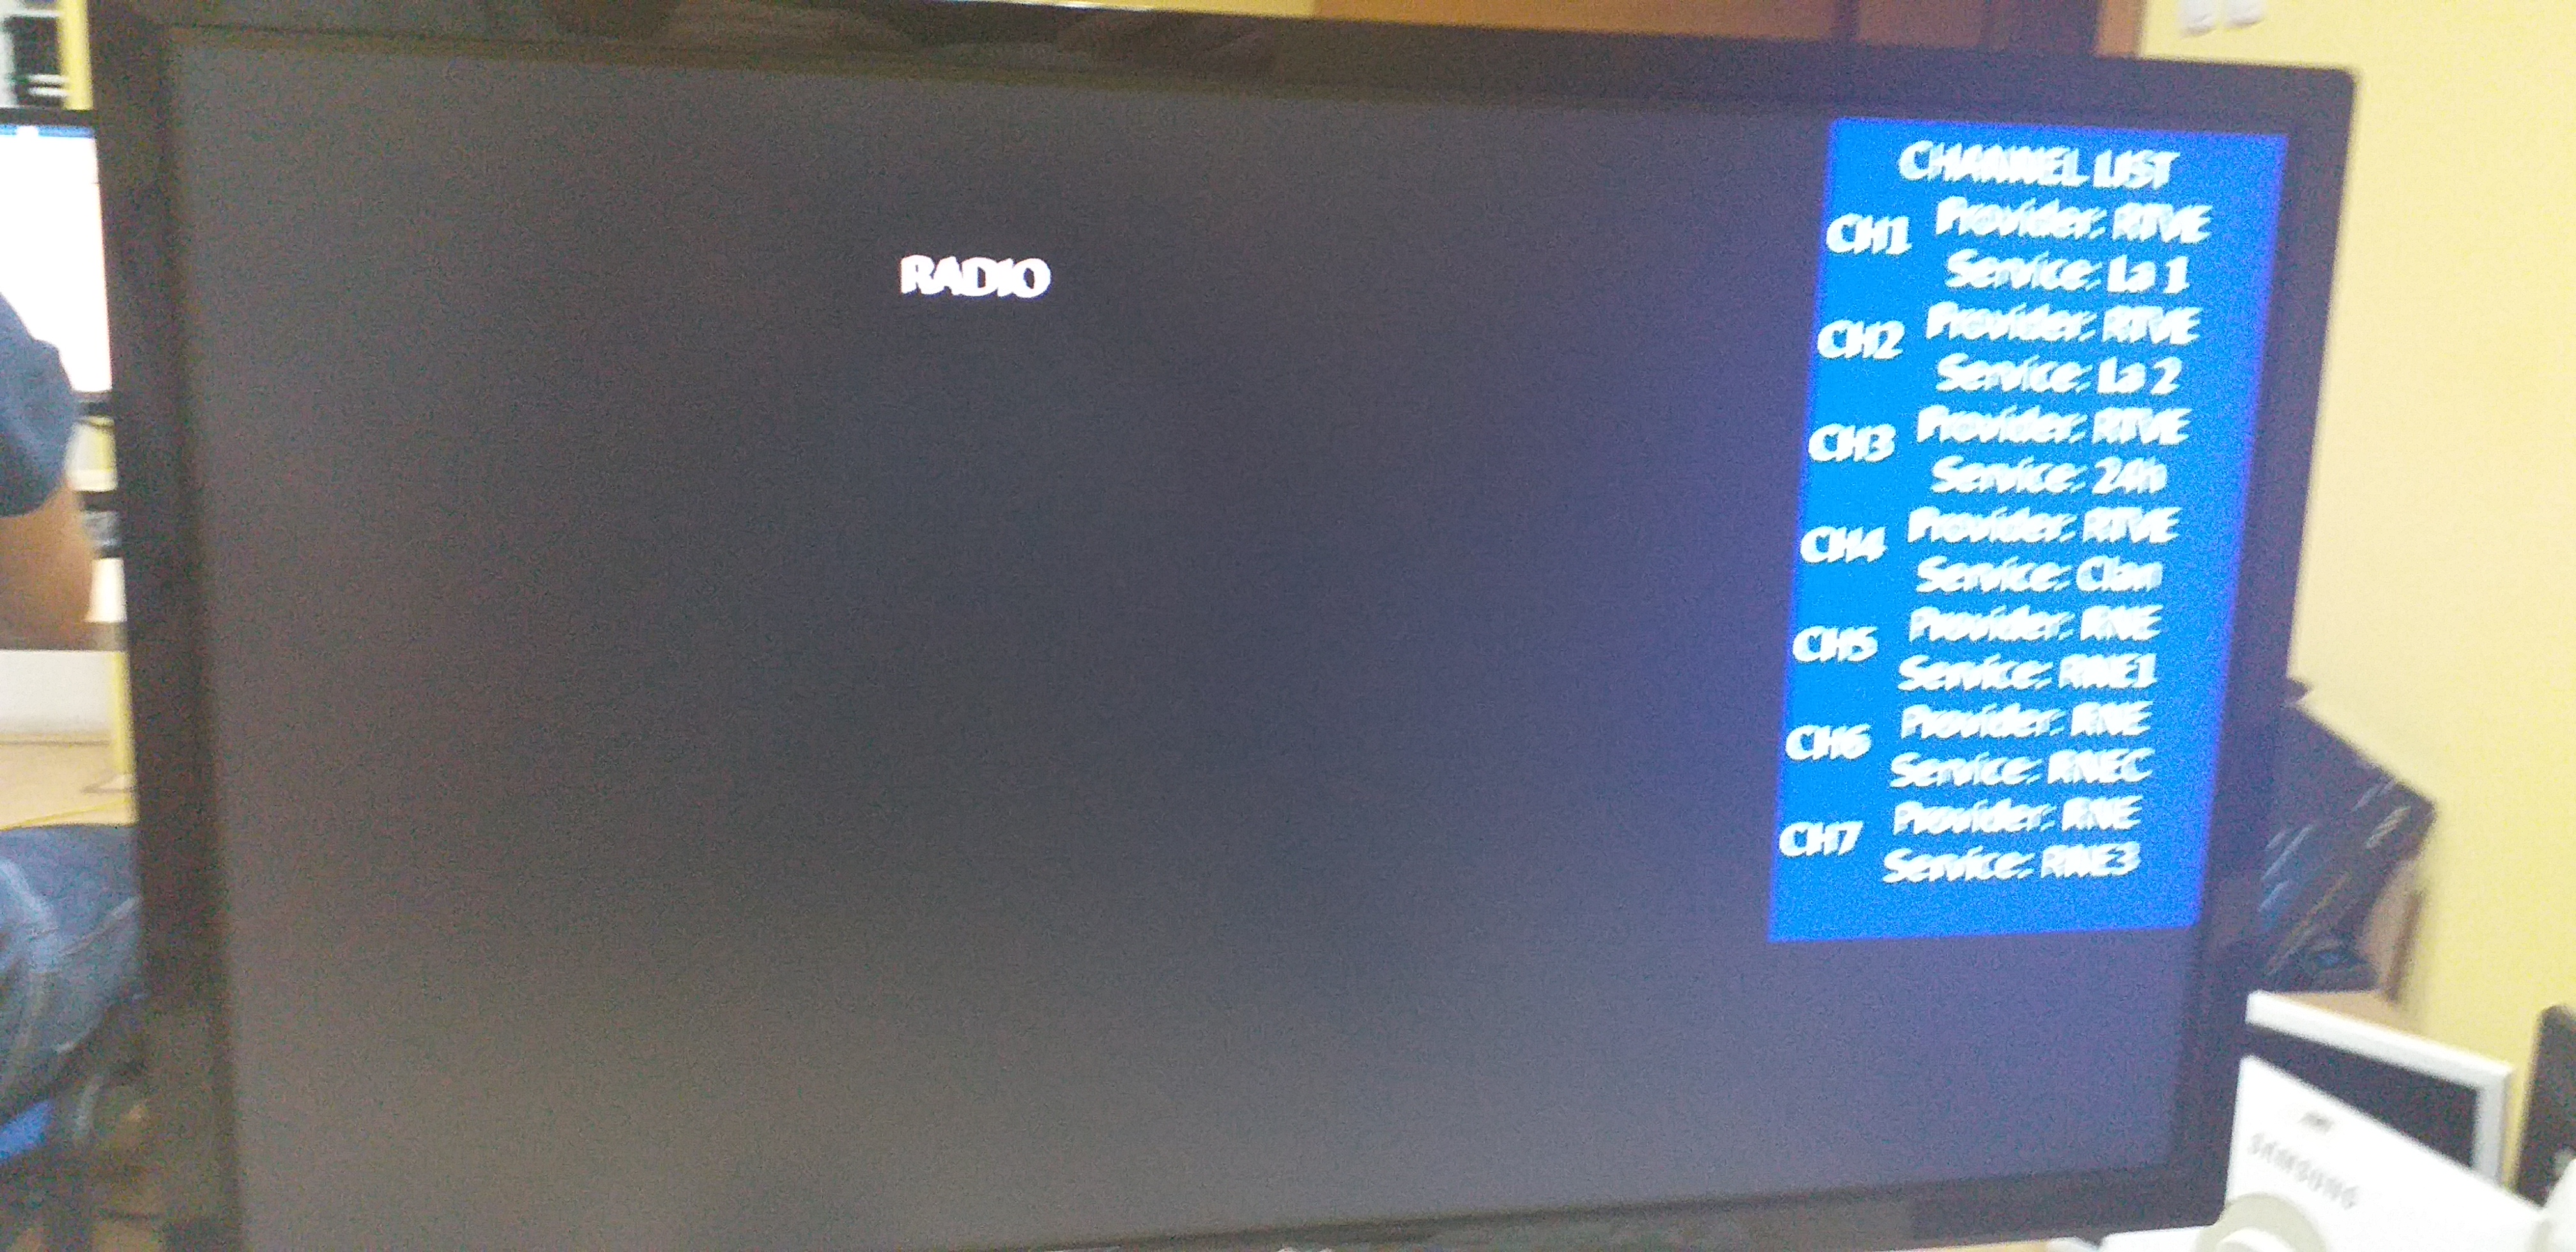 RADIO
CHANNEL LIST
CH1 Provider: RTVE
Service: La 1
CH2 Provider: RTVE
Service: La 2
CH3 Provider: RTVE
Service: 24h
CH4 Provider: RTVE
Service: Clan
CH5 Provider: RNE
Service: RNE1
CH6 Provider: RNE
Service: RNEC
CH7 Provider: RNE
Service: RNE3
SAMSUNG